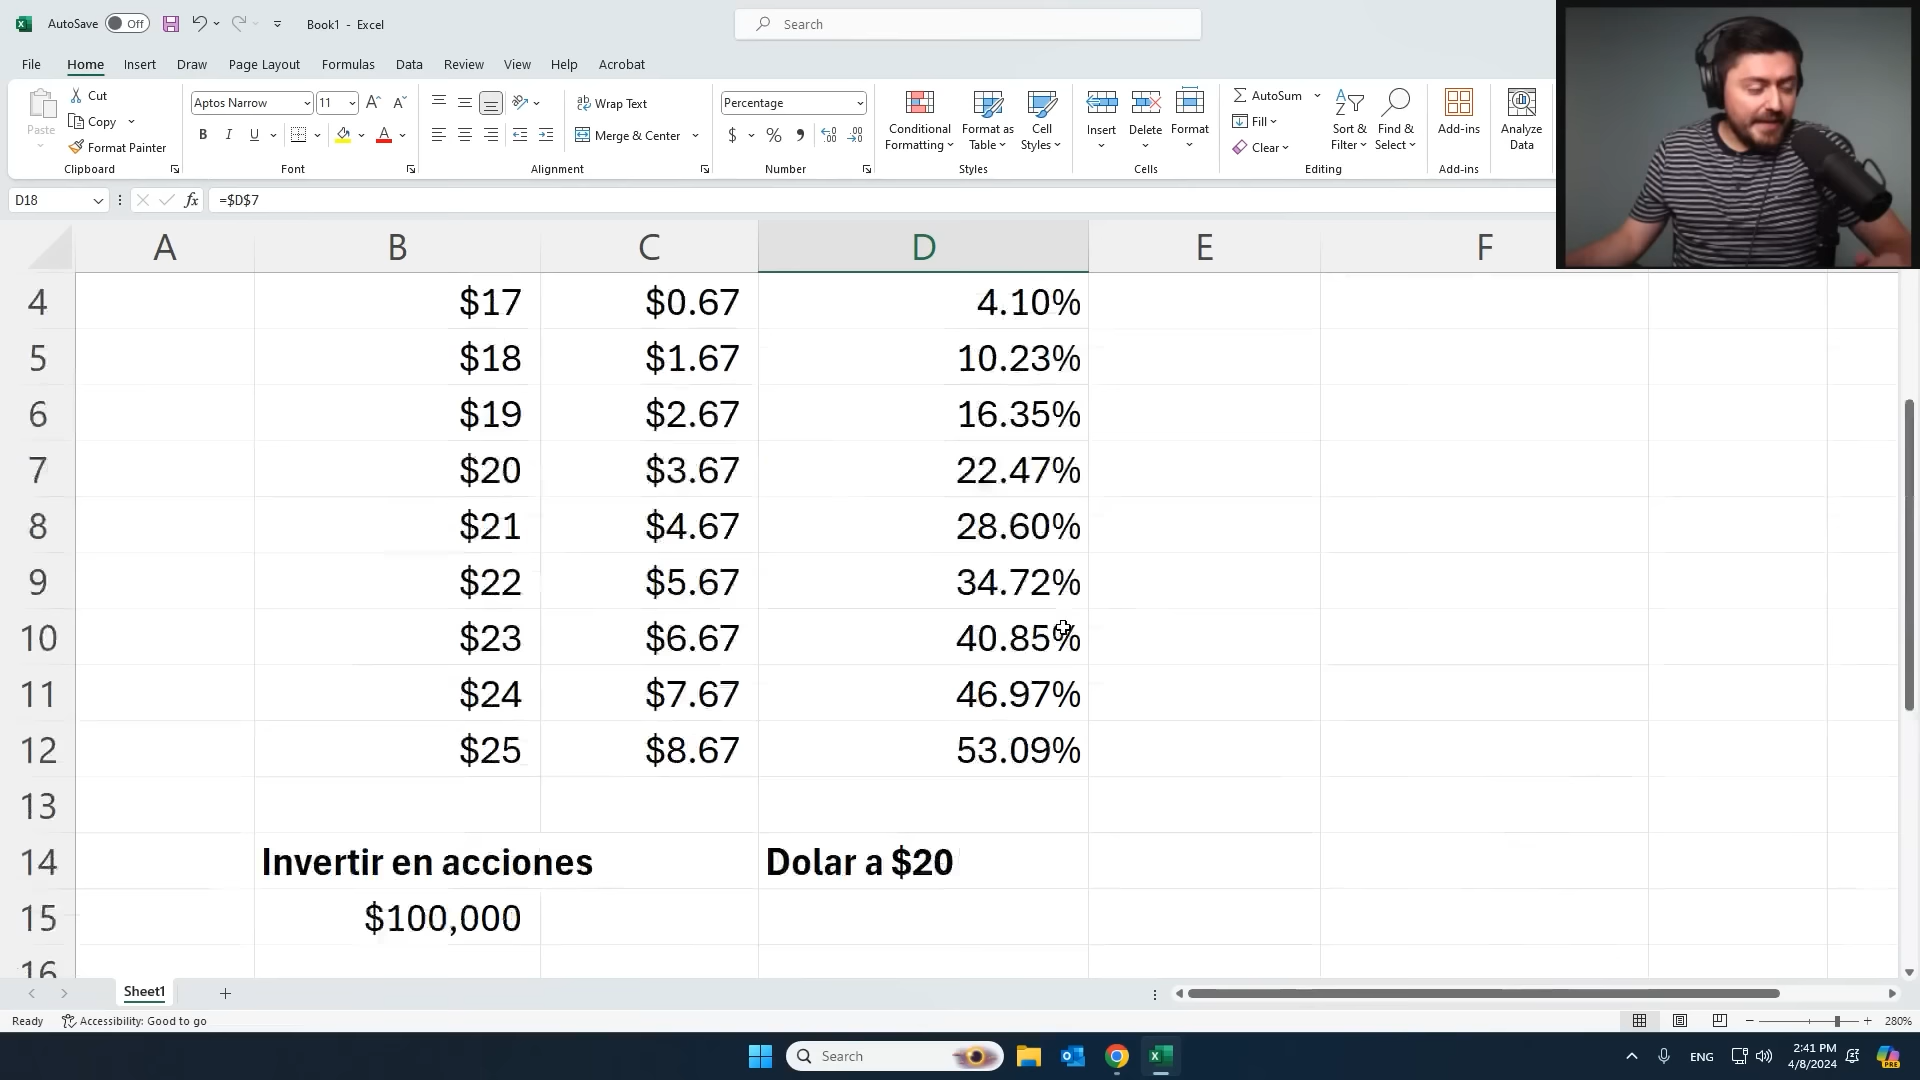 AutoSave Off Book1 - Excel Search
File Home Insert Draw Page Layout Formulas Data Review View Help Acrobat
Paste Cut Copy Format Painter Clipboard
Aptos Narrow 11 B I U A Font
Wrap Text Merge & Center Alignment
Percentage $ % Number
Conditional Formatting Format as Table Cell Styles Styles
Insert Delete Format Cells
AutoSum Fill Clear Sort & Filter Find & Select Editing
Add-ins Add-ins
Analyze Data
D18 fx =$D$7
A B C D E F
4 $17 $0.67 4.10%
5 $18 $1.67 10.23%
6 $19 $2.67 16.35%
7 $20 $3.67 22.47%
8 $21 $4.67 28.60%
9 $22 $5.67 34.72%
10 $23 $6.67 40.85%
11 $24 $7.67 46.97%
12 $25 $8.67 53.09%
13
14 Invertir en acciones Dolar a $20
15 $100,000
16
Sheet1
Ready Accessibility: Good to go 280%
Search ENG 2:41 PM
4/8/2024 PRE